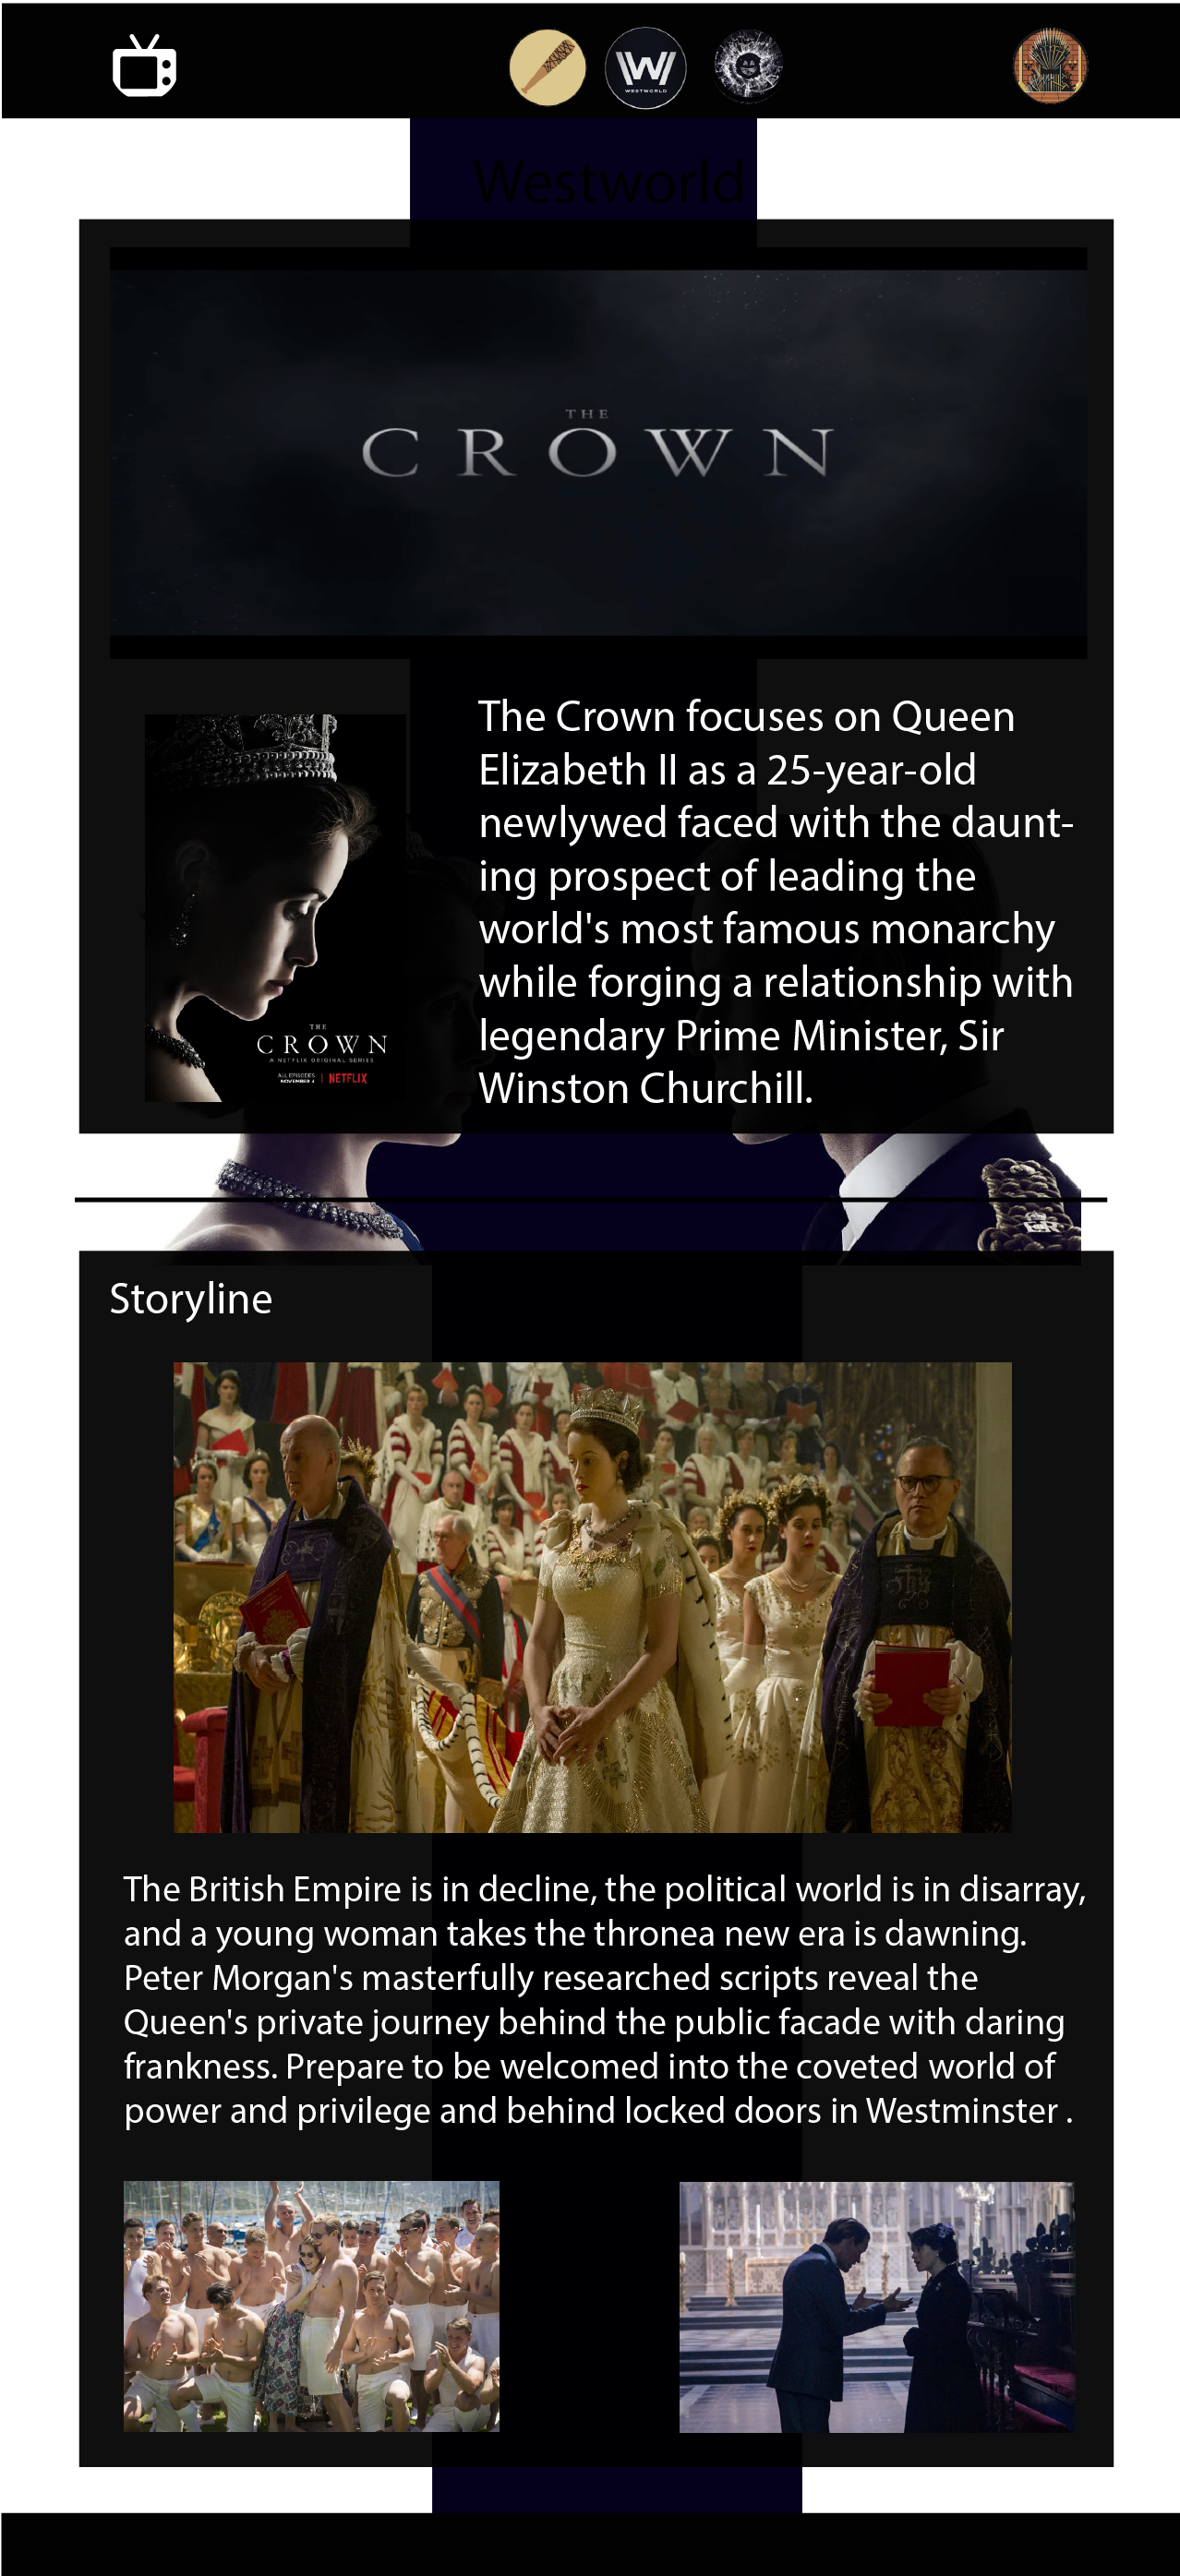 WESTWORLD
Westworld
THE
CROWN
The Crown focuses on Queen
Elizabeth II as a 25-year-old
newlywed faced with the daunt-
ing prospect of leading the
world's most famous monarchy
while forging a relationship with
legendary Prime Minister, Sir
Winston Churchill.
THE
CROWN
A NETFLIX ORIGINAL SERIES
ALL EPISODES
NOVEMBER 4 | NETFLIX
Storyline
The British Empire is in decline, the political world is in disarray,
and a young woman takes the thronea new era is dawning.
Peter Morgan's masterfully researched scripts reveal the
Queen's private journey behind the public facade with daring
frankness. Prepare to be welcomed into the coveted world of
power and privilege and behind locked doors in Westminster .